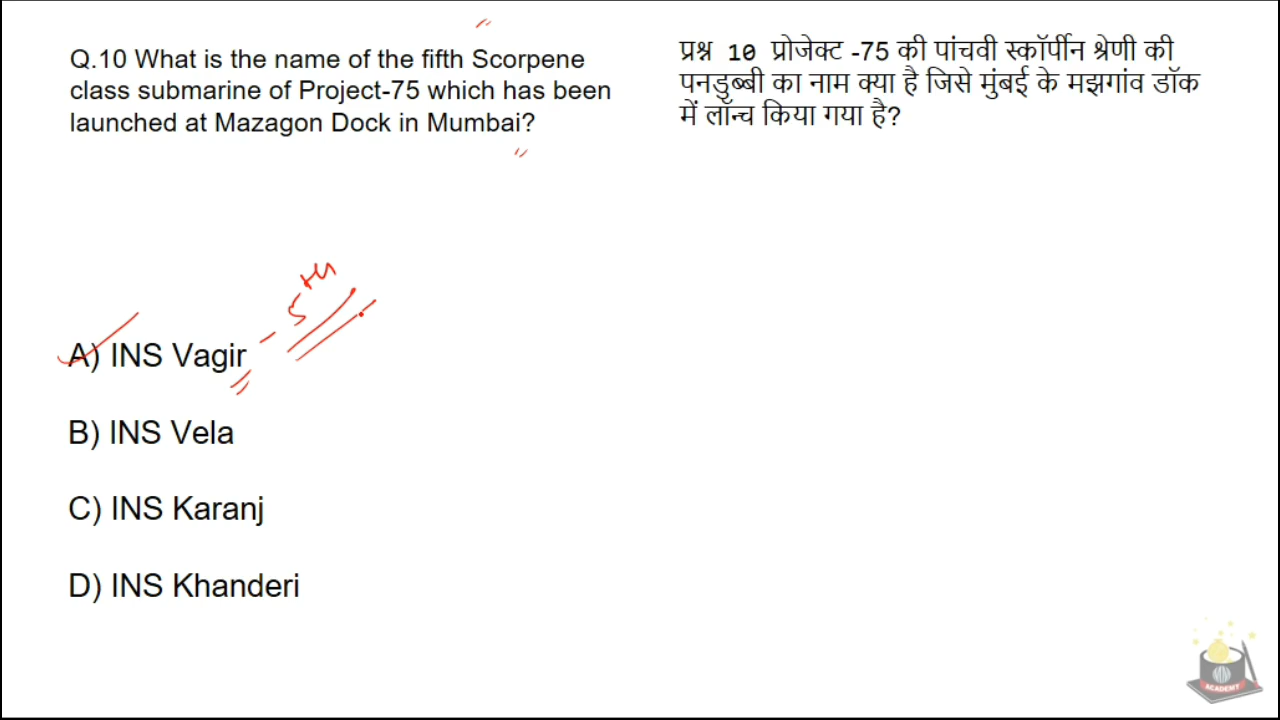 Q.10 What is the name of the fifth Scorpene
class submarine of Project-75 which has been
launched at Mazagon Dock in Mumbai?
प्रश्न 10 प्रोजेक्ट -75 की पांचवी स्कॉर्पीन श्रेणी की
पनडुब्बी का नाम क्या है जिसे मुंबई के मझगांव डॉक
में लॉन्च किया गया है?
A) INS Vagir - 5th
B) INS Vela
C) INS Karanj
D) INS Khanderi
ACADEMY